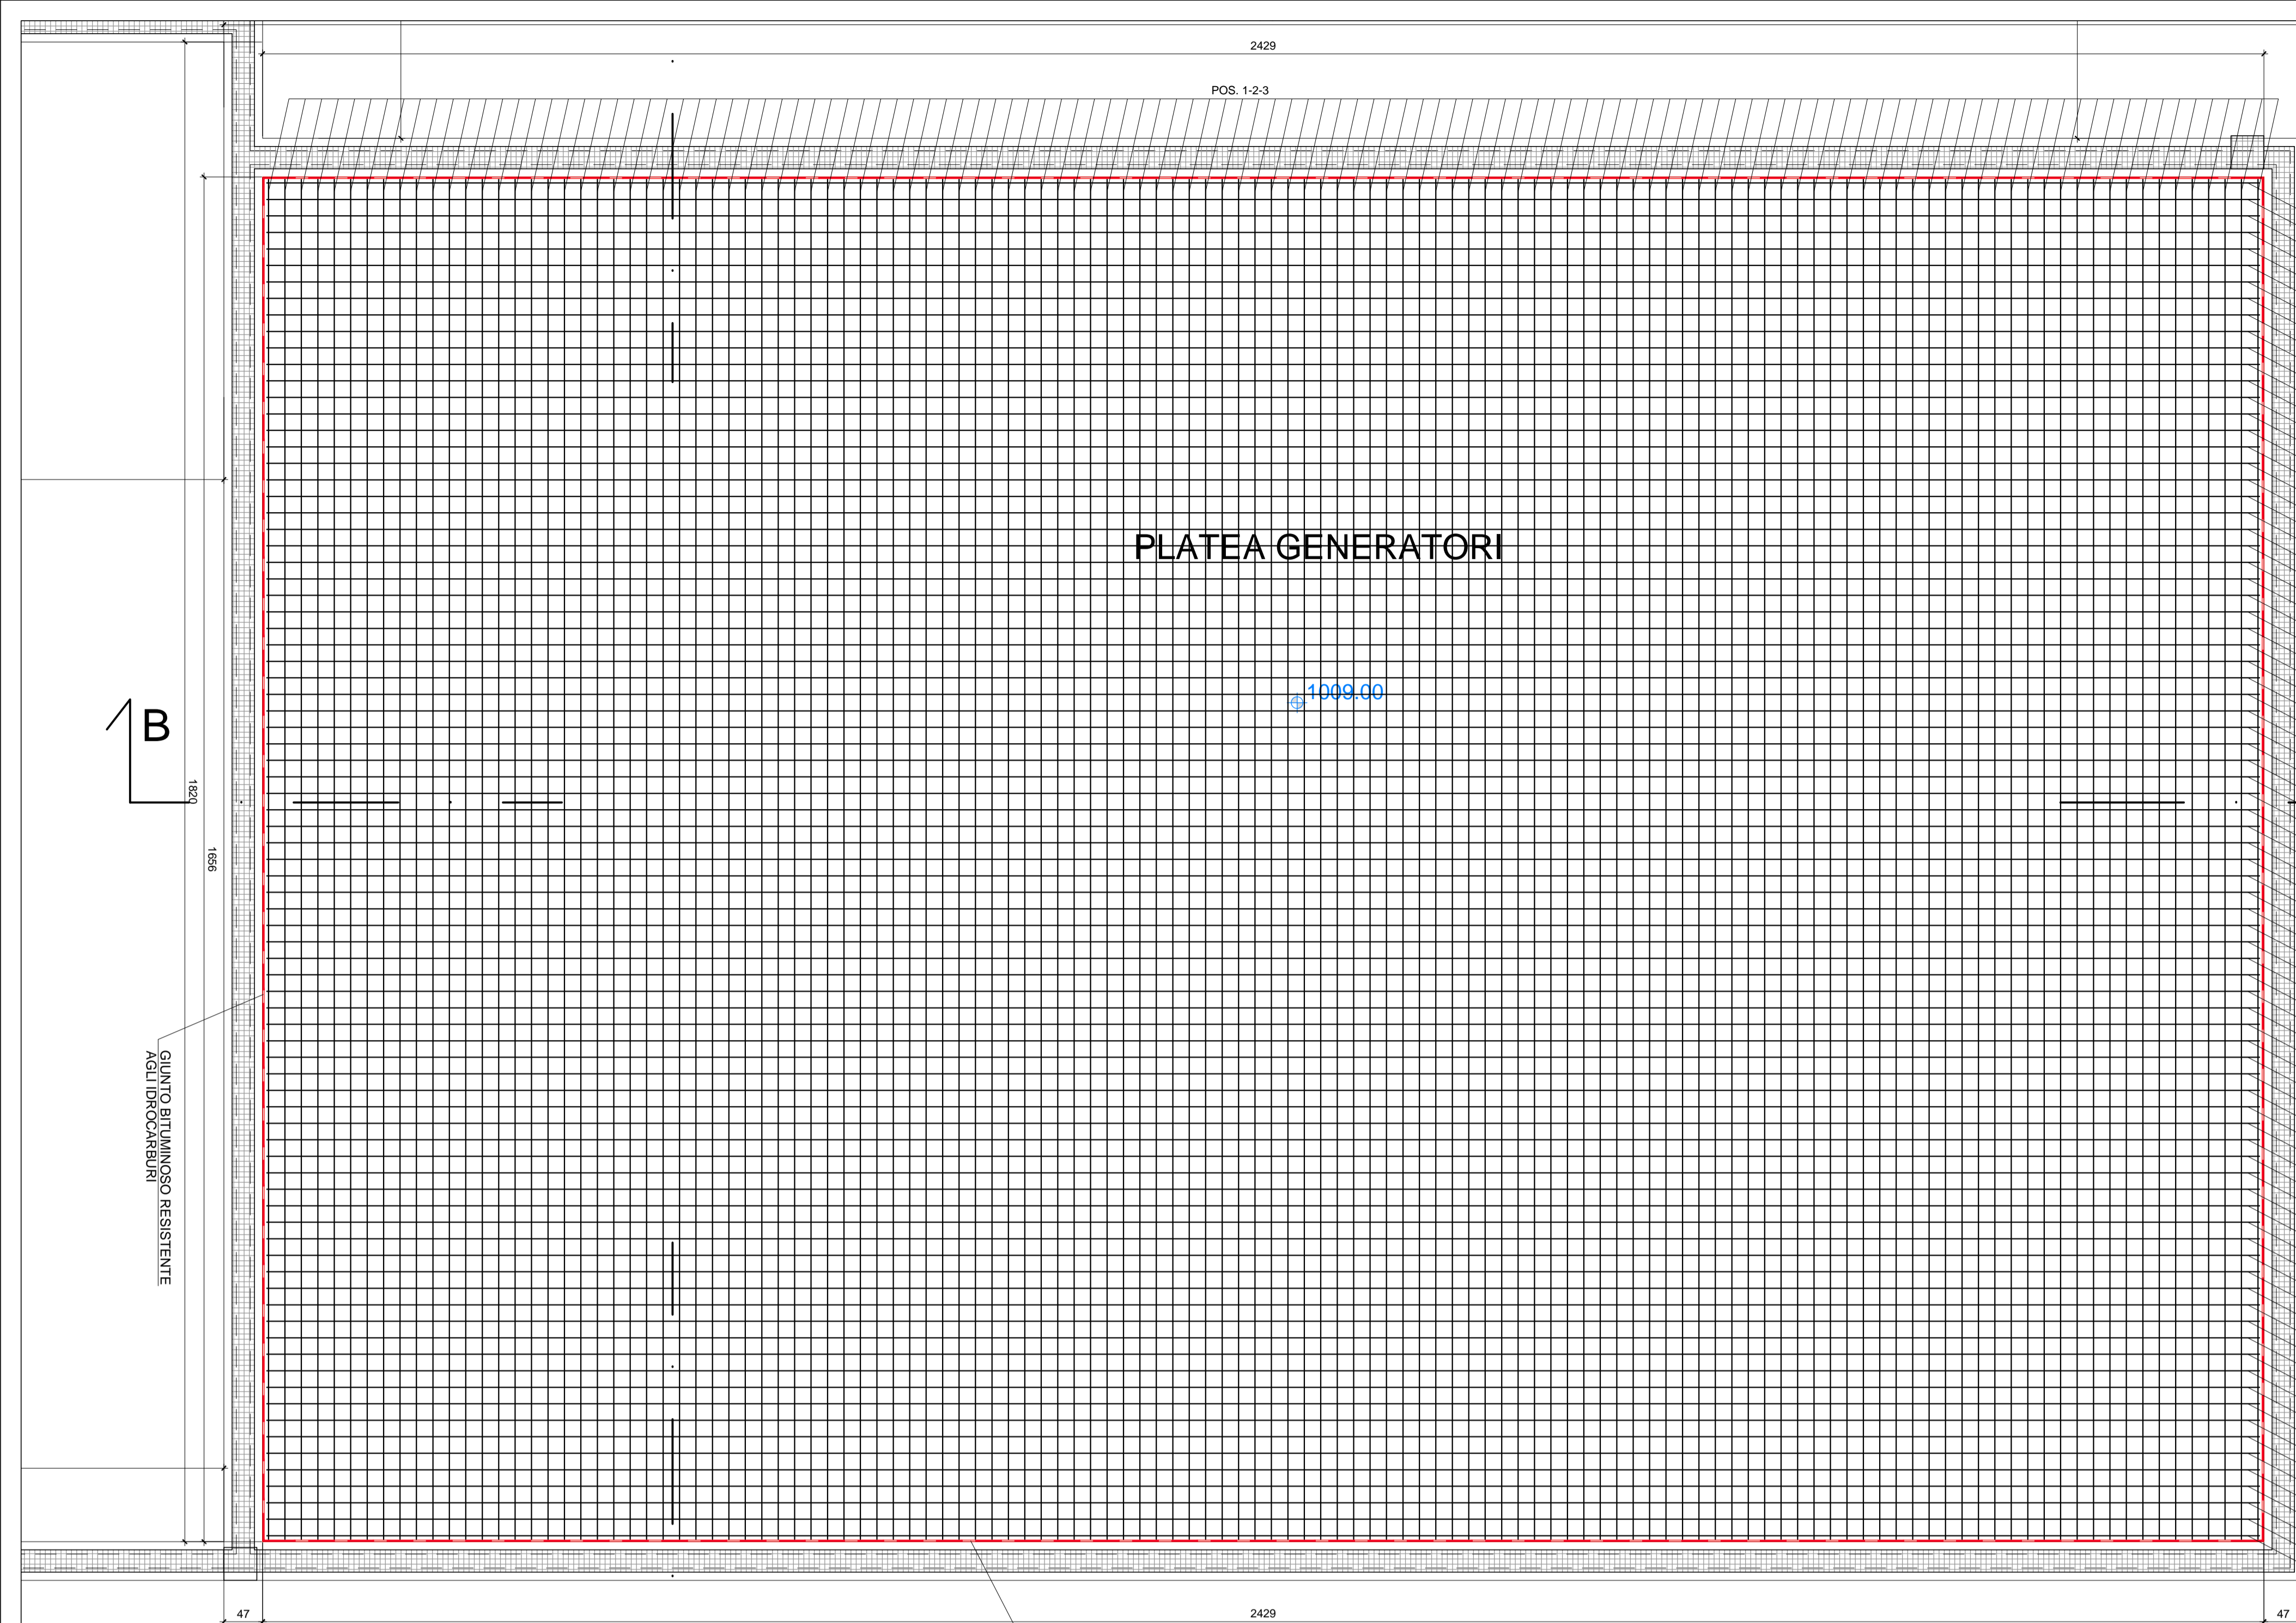 2429
POS. 1-2-3
PLATEA GENERATORI
1009.00
B
1820
1656
GIUNTO BITUMINOSO RESISTENTE
AGLI IDROCARBURI
47
2429
47